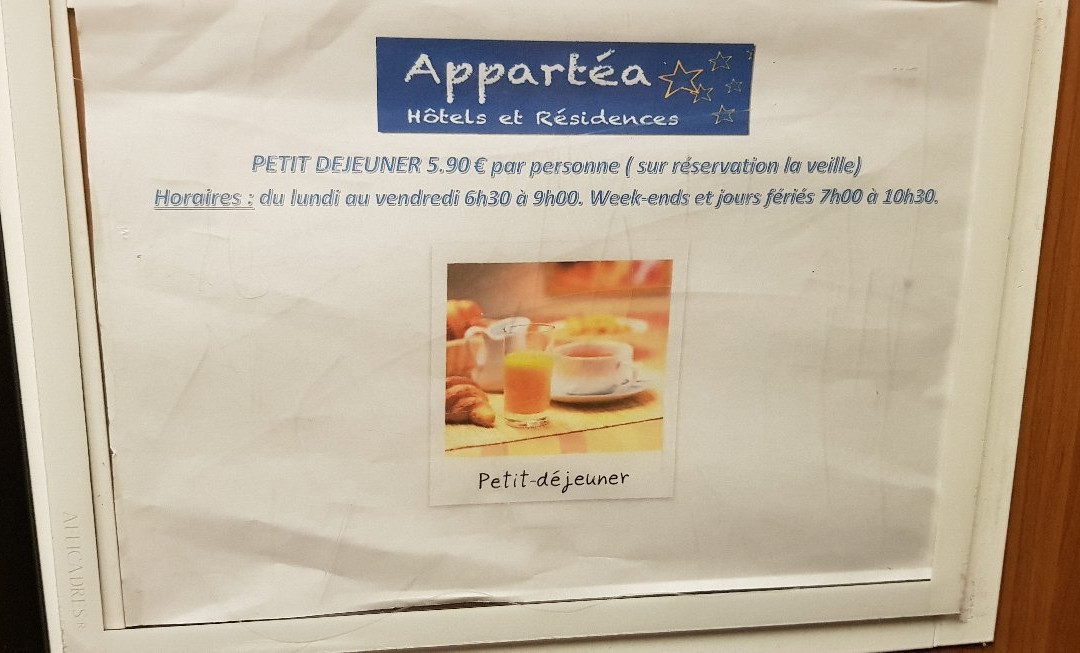 Appartéa
Hôtels et Résidences
PETIT DEJEUNER 5.90 € par personne ( sur réservation la veille)
Horaires : du lundi au vendredi 6h30 à 9h00. Week-ends et jours fériés 7h00 à 10h30.
Petit-déjeuner
AFFICADRES